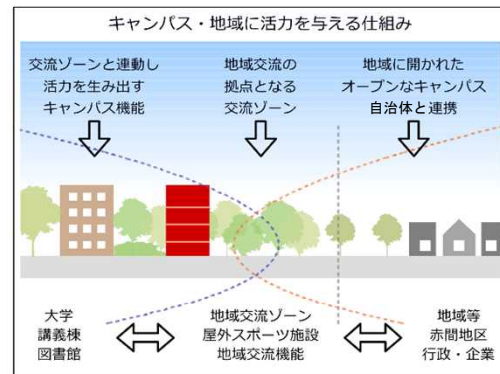 キャンパス・地域に活力を与える仕組み
交流ゾーンと連動し
活力を生み出す
キャンパス機能
地域交流の
拠点となる
交流ゾーン
地域に開かれた
オープンなキャンパス
自治体と連携
大学
講義棟
図書館
地域交流ゾーン
屋外スポーツ施設
地域交流機能
地域等
赤間地区
行政・企業